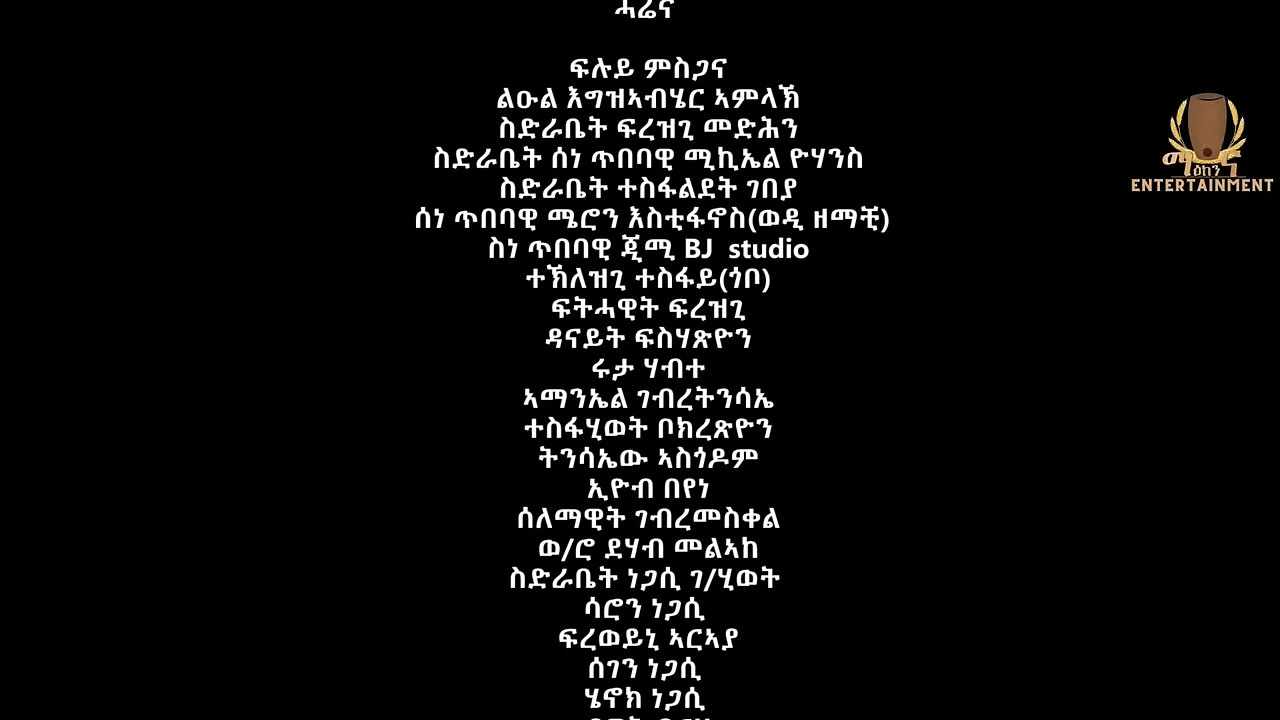 ሓሬና
ፍሉይ ምስጋና
ልዑል እግዝኣብሄር ኣምላኽ
ስድራቤት ፍረዝጊ መድሕን
ስድራቤት ሰነ ጥበባዊ ሚኪኤል ዮሃንስ
ስድራቤት ተስፋልደት ገበያ
ሰነ ጥበባዊ ሜሮን እስቲፋኖስ(ወዲ ዘማቺ)
ስነ ጥበባዊ ጂሚ BJ studio
ተኽለዝጊ ተስፋይ(ጎቦ)
ፍትሓዊት ፍረዝጊ
ዳናይት ፍስሃጽዮን
ሩታ ሃብተ
ኣማንኤል ገብረትንሳኤ
ተስፋሂወት ቦክረጽዮን
ትንሳኤው ኣስጎዶም
ኢዮብ በየነ
ሰለማዊት ገብረመስቀል
ወ/ሮ ደሃብ መልኣከ
ስድራቤት ነጋሲ ገ/ሂወት
ሳሮን ነጋሲ
ፍረወይኒ ኣርኣያ
ሰገን ነጋሲ
ሄኖክ ነጋሲ
ማዕከን
ENTERTAINMENT